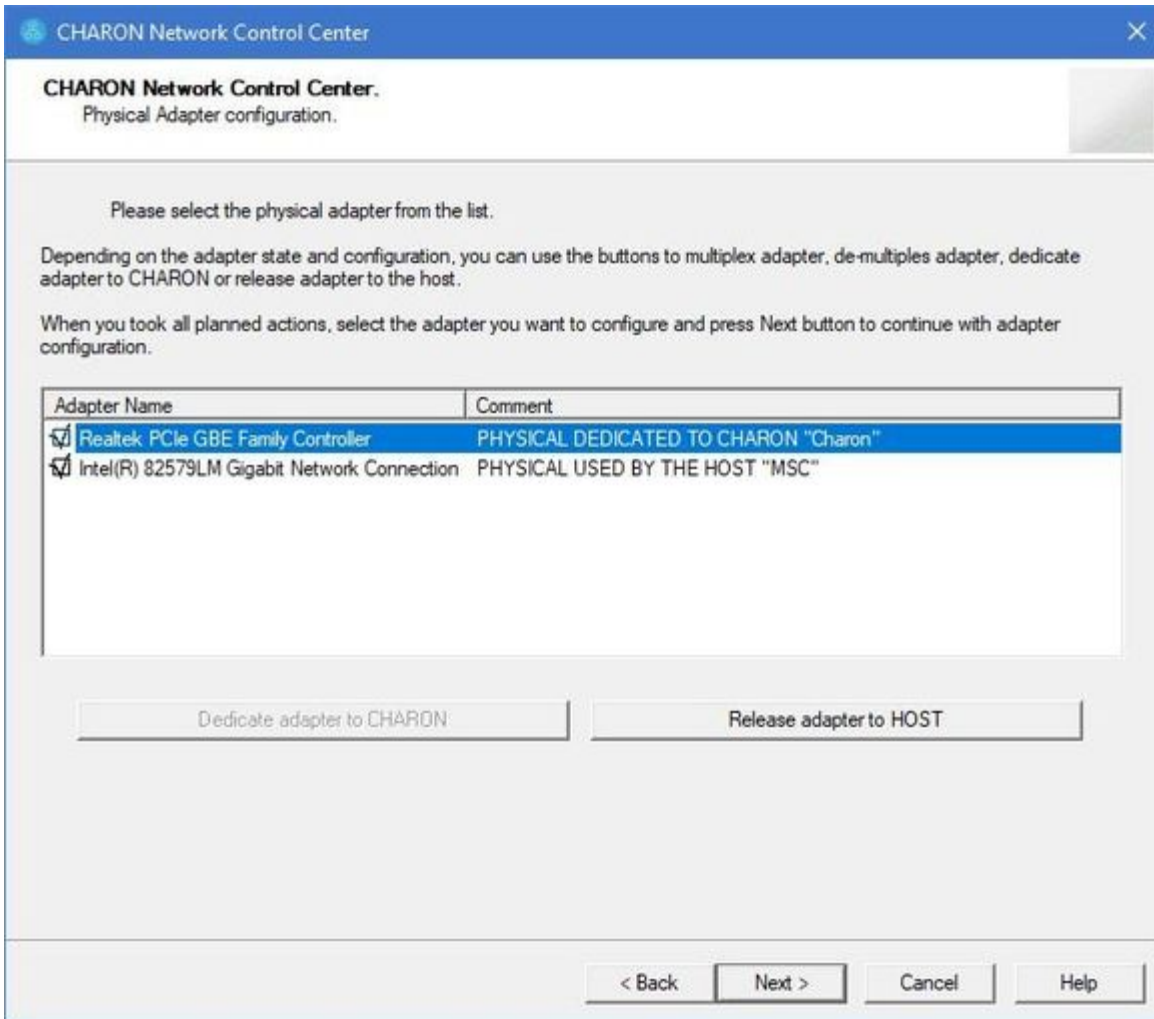 CHARON Network Control Center
CHARON Network Control Center.
Physical Adapter configuration.
Please select the physical adapter from the list.
Depending on the adapter state and configuration, you can use the buttons to multiplex adapter, de-multiples adapter, dedicate
adapter to CHARON or release adapter to the host.
When you took all planned actions, select the adapter you want to configure and press Next button to continue with adapter
configuration.
Adapter Name Comment
Realtek PCIe GBE Family Controller PHYSICAL DEDICATED TO CHARON "Charon"
Intel(R) 82579LM Gigabit Network Connection PHYSICAL USED BY THE HOST "MSC"
Dedicate adapter to CHARON Release adapter to HOST
< Back Next > Cancel Help